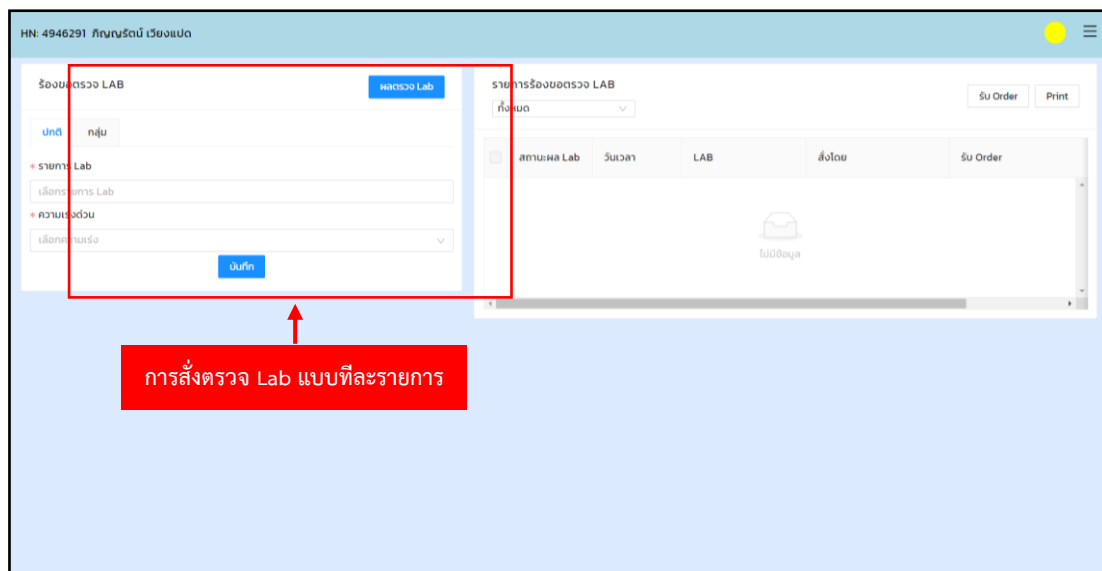 HN: 4946291 ภิญญรัตน์ เวียงแปด
ร้องขอตรวจ LAB
ผลตรวจ Lab
ปกติ กลุ่ม
* รายการ Lab
เลือกรายการ Lab
* ความเร่งด่วน
เลือกความเร่ง
บันทึก
รายการร้องขอตรวจ LAB
ทั้งหมด
รับ Order Print
สถานะผล Lab วันเวลา LAB สั่งโดย รับ Order
ไม่มีข้อมูล
การสั่งตรวจ Lab แบบทีละรายการ